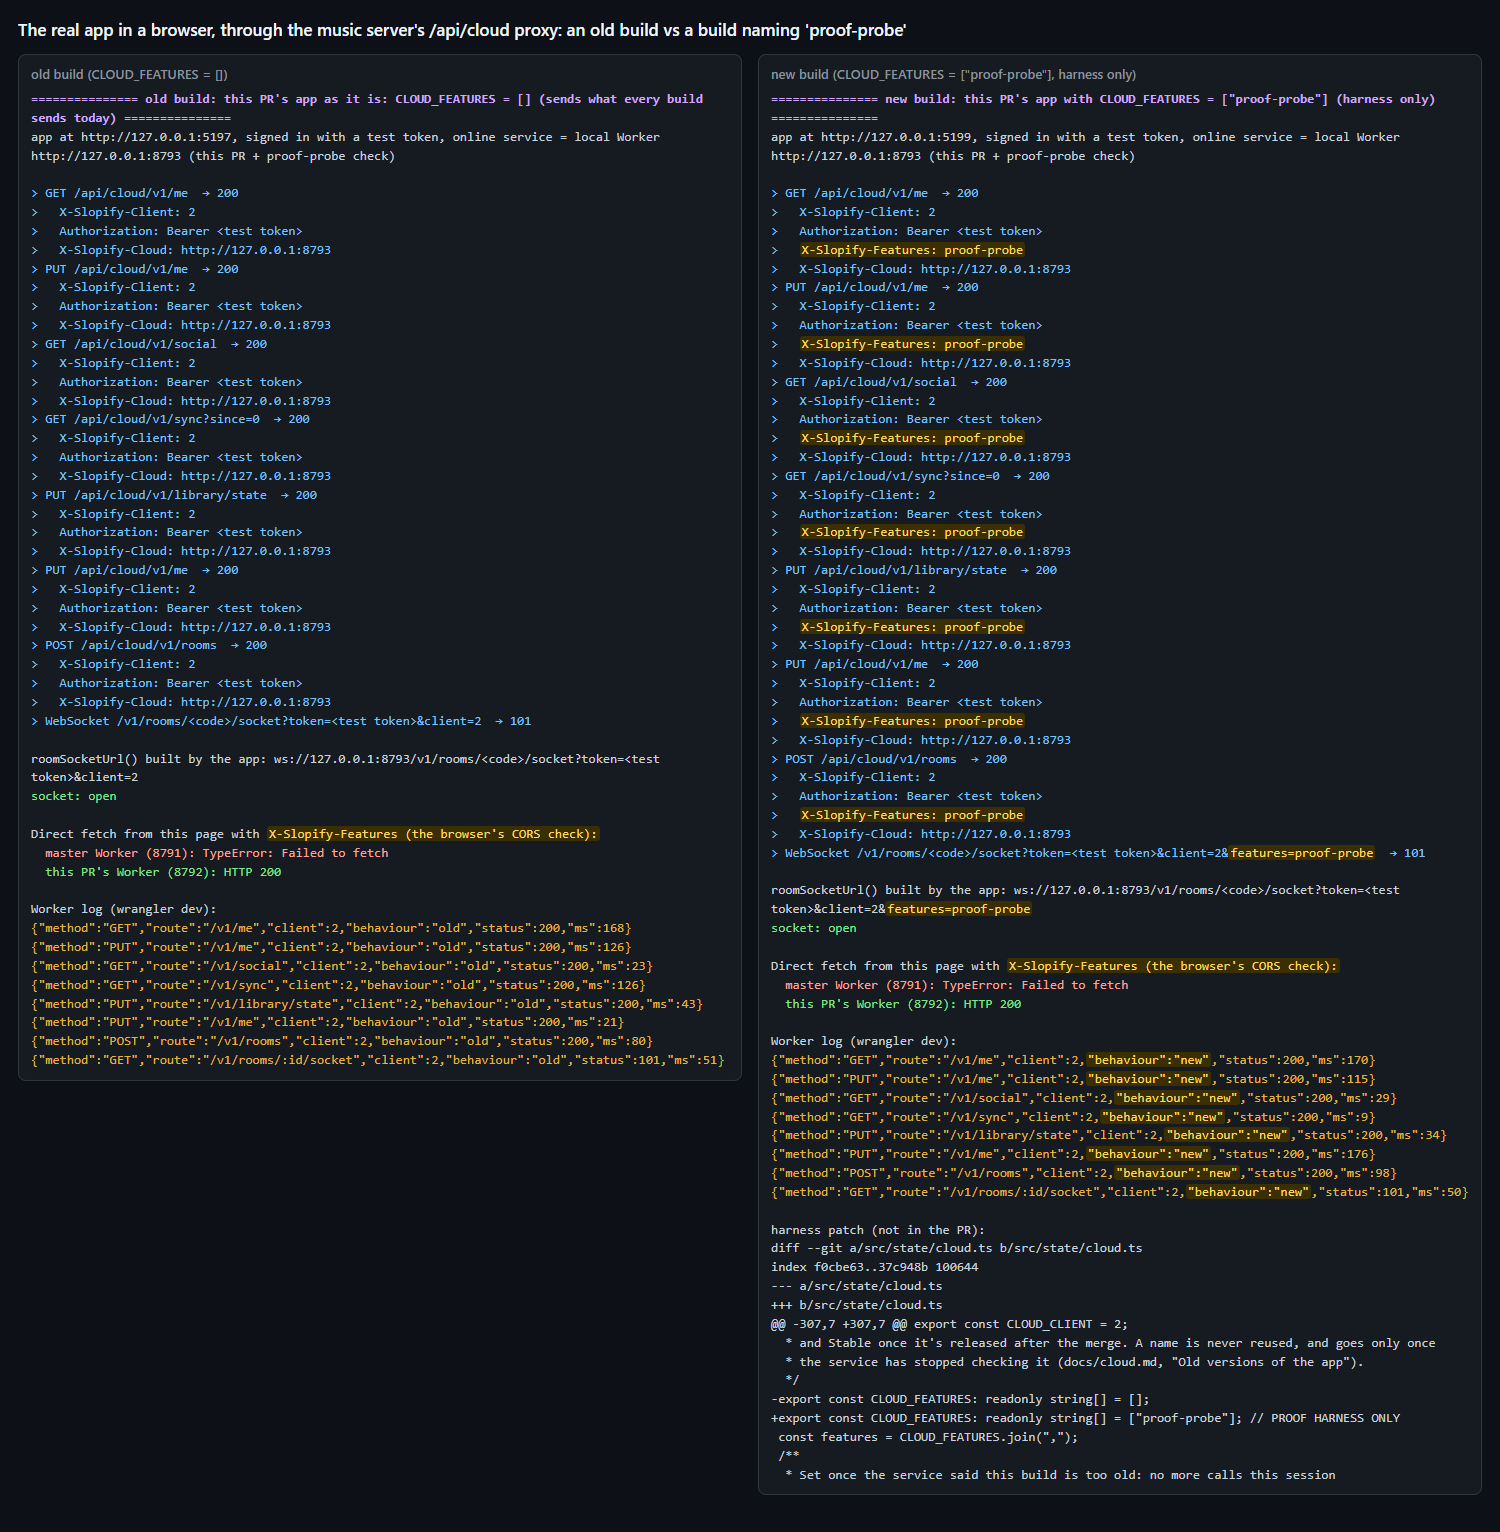 The real app in a browser, through the music server's /api/cloud proxy: an old build vs a build naming 'proof-probe'
old build (CLOUD_FEATURES = [])
=============== old build: this PR's app as it is: CLOUD_FEATURES = [] (sends what every build
sends today) ===============
app at http://127.0.0.1:5197, signed in with a test token, online service = local Worker
http://127.0.0.1:8793 (this PR + proof-probe check)
> GET /api/cloud/v1/me → 200
> X-Slopify-Client: 2
> Authorization: Bearer <test token>
> X-Slopify-Cloud: http://127.0.0.1:8793
> PUT /api/cloud/v1/me → 200
> X-Slopify-Client: 2
> Authorization: Bearer <test token>
> X-Slopify-Cloud: http://127.0.0.1:8793
> GET /api/cloud/v1/social → 200
> X-Slopify-Client: 2
> Authorization: Bearer <test token>
> X-Slopify-Cloud: http://127.0.0.1:8793
> GET /api/cloud/v1/sync?since=0 → 200
> X-Slopify-Client: 2
> Authorization: Bearer <test token>
> X-Slopify-Cloud: http://127.0.0.1:8793
> PUT /api/cloud/v1/library/state → 200
> X-Slopify-Client: 2
> Authorization: Bearer <test token>
> X-Slopify-Cloud: http://127.0.0.1:8793
> PUT /api/cloud/v1/me → 200
> X-Slopify-Client: 2
> Authorization: Bearer <test token>
> X-Slopify-Cloud: http://127.0.0.1:8793
> POST /api/cloud/v1/rooms → 200
> X-Slopify-Client: 2
> Authorization: Bearer <test token>
> X-Slopify-Cloud: http://127.0.0.1:8793
> WebSocket /v1/rooms/<code>/socket?token=<test token>&client=2 → 101
roomSocketUrl() built by the app: ws://127.0.0.1:8793/v1/rooms/<code>/socket?token=<test
token>&client=2
socket: open
Direct fetch from this page with X-Slopify-Features (the browser's CORS check):
master Worker (8791): TypeError: Failed to fetch
this PR's Worker (8792): HTTP 200
Worker log (wrangler dev):
{"method":"GET","route":"/v1/me","client":2,"behaviour":"old","status":200,"ms":168}
{"method":"PUT","route":"/v1/me","client":2,"behaviour":"old","status":200,"ms":126}
{"method":"GET","route":"/v1/social","client":2,"behaviour":"old","status":200,"ms":23}
{"method":"GET","route":"/v1/sync","client":2,"behaviour":"old","status":200,"ms":126}
{"method":"PUT","route":"/v1/library/state","client":2,"behaviour":"old","status":200,"ms":43}
{"method":"PUT","route":"/v1/me","client":2,"behaviour":"old","status":200,"ms":21}
{"method":"POST","route":"/v1/rooms","client":2,"behaviour":"old","status":200,"ms":80}
{"method":"GET","route":"/v1/rooms/:id/socket","client":2,"behaviour":"old","status":101,"ms":51}
new build (CLOUD_FEATURES = ["proof-probe"], harness only)
=============== new build: this PR's app with CLOUD_FEATURES = ["proof-probe"] (harness only)
===============
app at http://127.0.0.1:5199, signed in with a test token, online service = local Worker
http://127.0.0.1:8793 (this PR + proof-probe check)
> GET /api/cloud/v1/me → 200
> X-Slopify-Client: 2
> Authorization: Bearer <test token>
> X-Slopify-Features: proof-probe
> X-Slopify-Cloud: http://127.0.0.1:8793
> PUT /api/cloud/v1/me → 200
> X-Slopify-Client: 2
> Authorization: Bearer <test token>
> X-Slopify-Features: proof-probe
> X-Slopify-Cloud: http://127.0.0.1:8793
> GET /api/cloud/v1/social → 200
> X-Slopify-Client: 2
> Authorization: Bearer <test token>
> X-Slopify-Features: proof-probe
> X-Slopify-Cloud: http://127.0.0.1:8793
> GET /api/cloud/v1/sync?since=0 → 200
> X-Slopify-Client: 2
> Authorization: Bearer <test token>
> X-Slopify-Features: proof-probe
> X-Slopify-Cloud: http://127.0.0.1:8793
> PUT /api/cloud/v1/library/state → 200
> X-Slopify-Client: 2
> Authorization: Bearer <test token>
> X-Slopify-Features: proof-probe
> X-Slopify-Cloud: http://127.0.0.1:8793
> PUT /api/cloud/v1/me → 200
> X-Slopify-Client: 2
> Authorization: Bearer <test token>
> X-Slopify-Features: proof-probe
> X-Slopify-Cloud: http://127.0.0.1:8793
> POST /api/cloud/v1/rooms → 200
> X-Slopify-Client: 2
> Authorization: Bearer <test token>
> X-Slopify-Features: proof-probe
> X-Slopify-Cloud: http://127.0.0.1:8793
> WebSocket /v1/rooms/<code>/socket?token=<test token>&client=2&features=proof-probe → 101
roomSocketUrl() built by the app: ws://127.0.0.1:8793/v1/rooms/<code>/socket?token=<test
token>&client=2&features=proof-probe
socket: open
Direct fetch from this page with X-Slopify-Features (the browser's CORS check):
master Worker (8791): TypeError: Failed to fetch
this PR's Worker (8792): HTTP 200
Worker log (wrangler dev):
{"method":"GET","route":"/v1/me","client":2,"behaviour":"new","status":200,"ms":170}
{"method":"PUT","route":"/v1/me","client":2,"behaviour":"new","status":200,"ms":115}
{"method":"GET","route":"/v1/social","client":2,"behaviour":"new","status":200,"ms":29}
{"method":"GET","route":"/v1/sync","client":2,"behaviour":"new","status":200,"ms":9}
{"method":"PUT","route":"/v1/library/state","client":2,"behaviour":"new","status":200,"ms":34}
{"method":"PUT","route":"/v1/me","client":2,"behaviour":"new","status":200,"ms":176}
{"method":"POST","route":"/v1/rooms","client":2,"behaviour":"new","status":200,"ms":98}
{"method":"GET","route":"/v1/rooms/:id/socket","client":2,"behaviour":"new","status":101,"ms":50}
harness patch (not in the PR):
diff --git a/src/state/cloud.ts b/src/state/cloud.ts
index f0cbe63..37c948b 100644
--- a/src/state/cloud.ts
+++ b/src/state/cloud.ts
@@ -307,7 +307,7 @@ export const CLOUD_CLIENT = 2;
* and Stable once it's released after the merge. A name is never reused, and goes only once
* the service has stopped checking it (docs/cloud.md, "Old versions of the app").
*/
-export const CLOUD_FEATURES: readonly string[] = [];
+export const CLOUD_FEATURES: readonly string[] = ["proof-probe"]; // PROOF HARNESS ONLY
const features = CLOUD_FEATURES.join(",");
/**
* Set once the service said this build is too old: no more calls this session